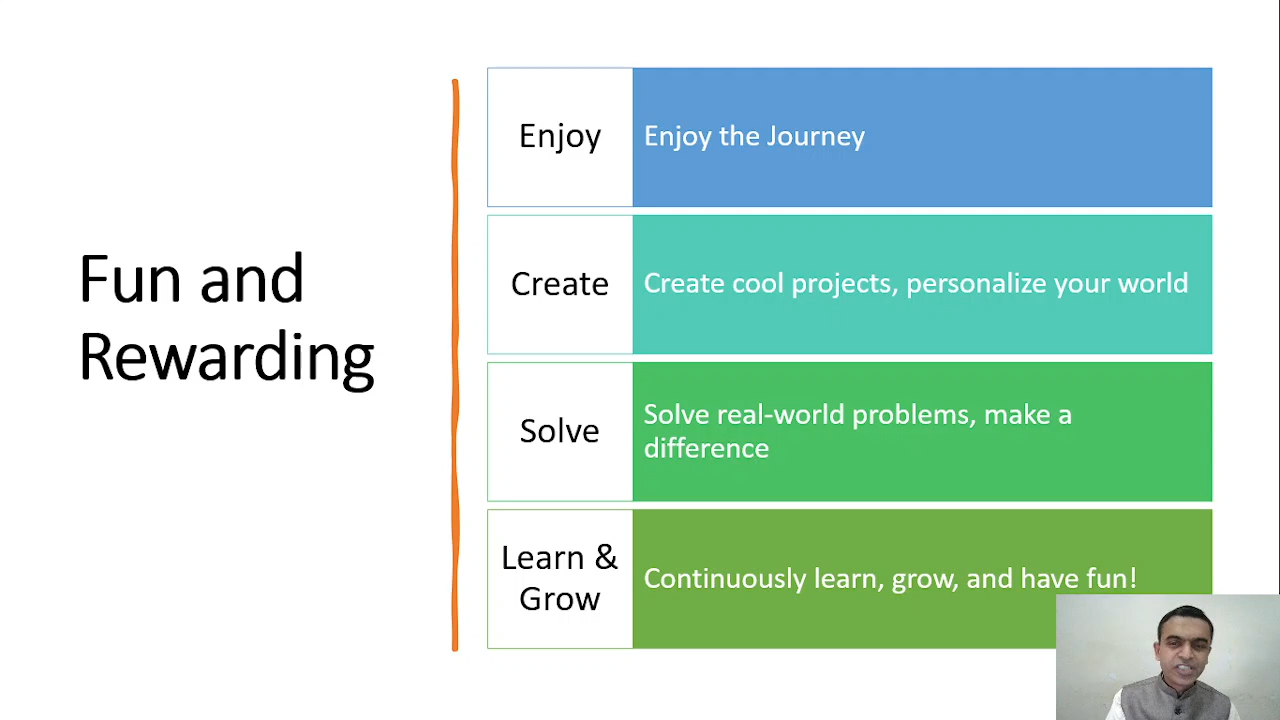 Fun and
Rewarding
Enjoy
Enjoy the Journey
Create
Create cool projects, personalize your world
Solve
Solve real-world problems, make a
difference
Learn &
Grow
Continuously learn, grow, and have fun!